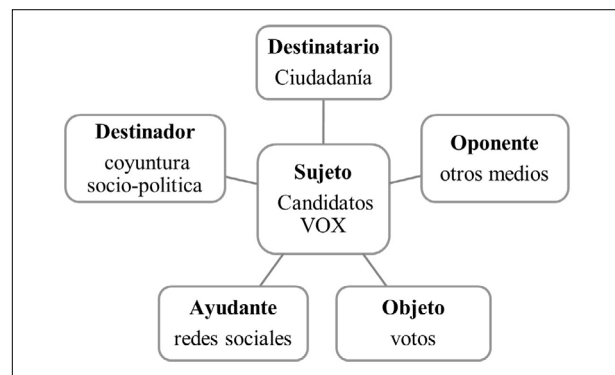 Destinatario
Ciudadanía
Destinador
coyuntura
socio-politica
Sujeto
Candidatos
VOX
Oponente
otros medios
Ayudante
redes sociales
Objeto
votos